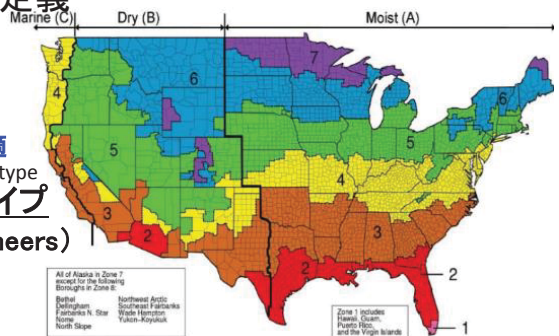 定義
Marine (C)
Dry (B)
Moist (A)
7
6
6
4
5
5
type
イプ
neers）
4
3
3
2
2
2
1
All of Alaska in Zone 7
except for the following
Boroughs in Zone 8:
Bethel Northwest Arctic
Dellingham Southeast Fairbanks
Fairbanks N. Star Wade Hampton
Nome Yukon-Koyukuk
North Slope
Zone 1 includes
Hawaii, Guam,
Puerto Rico,
and the Virgin Islands